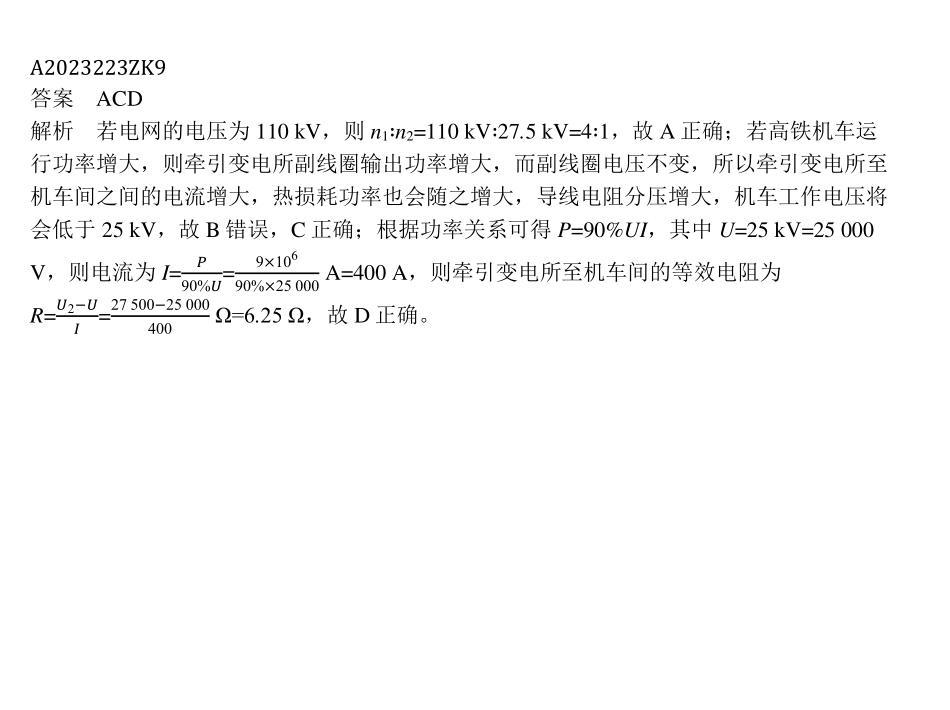 A2023223ZK9
答案　ACD
解析　若电网的电压为 110 kV，则 n₁∶n₂=110 kV∶27.5 kV=4∶1，故 A 正确；若高铁机车运
行功率增大，则牵引变电所副线圈输出功率增大，而副线圈电压不变，所以牵引变电所至
机车间之间的电流增大，热损耗功率也会随之增大，导线电阻分压增大，机车工作电压将
会低于 25 kV，故 B 错误，C 正确；根据功率关系可得 P=90%UI，其中 U=25 kV=25 000
V，则电流为 I=\frac{P}{90%U}=\frac{9×10⁶}{90%×25 000} A=400 A，则牵引变电所至机车间的等效电阻为
R=\frac{U₂−U}{I}=\frac{27 500−25 000}{400} Ω=6.25 Ω，故 D 正确。